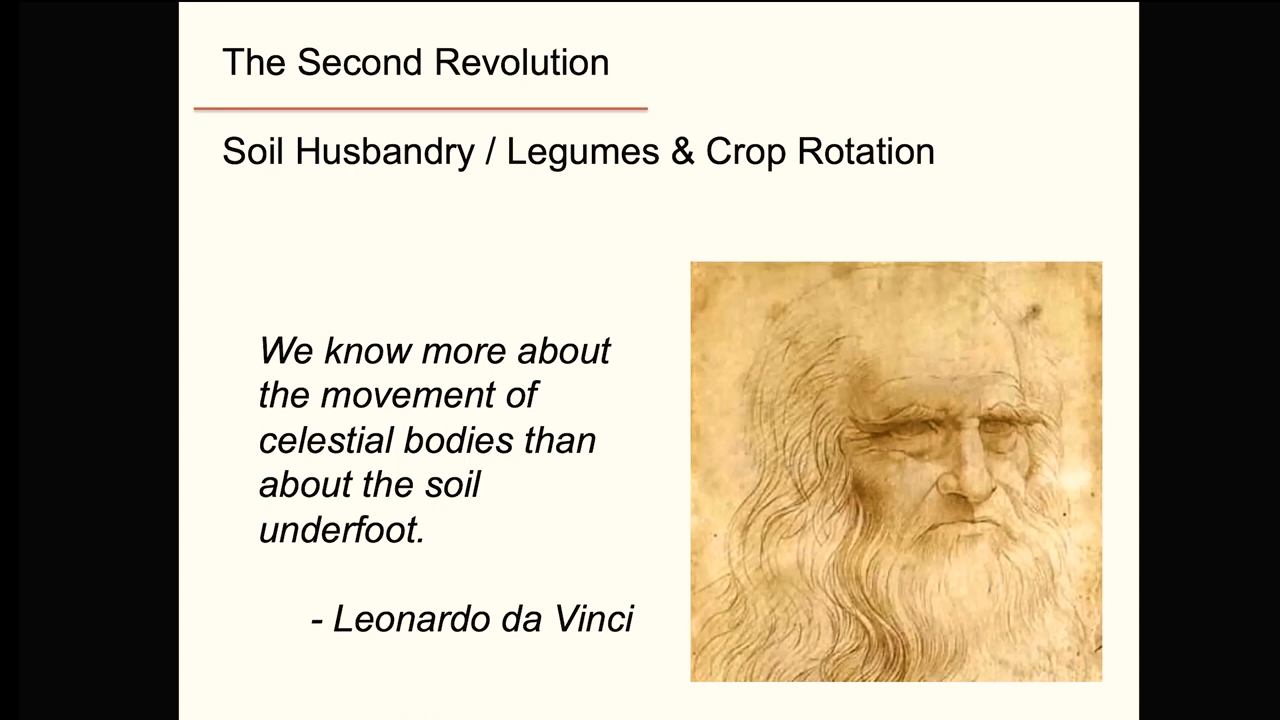 The Second Revolution
Soil Husbandry / Legumes & Crop Rotation
We know more about
the movement of
celestial bodies than
about the soil
underfoot.
- Leonardo da Vinci